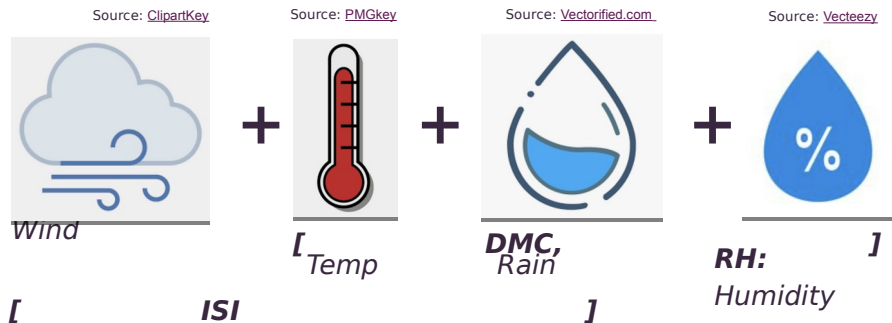 Source: ClipartKey
Source: PMGkey
Source: Vectorified.com
Source: Vecteezy
+
+
+
%
Wind
[ DMC, ]
Temp
Rain
RH:
Humidity
[ ISI ]